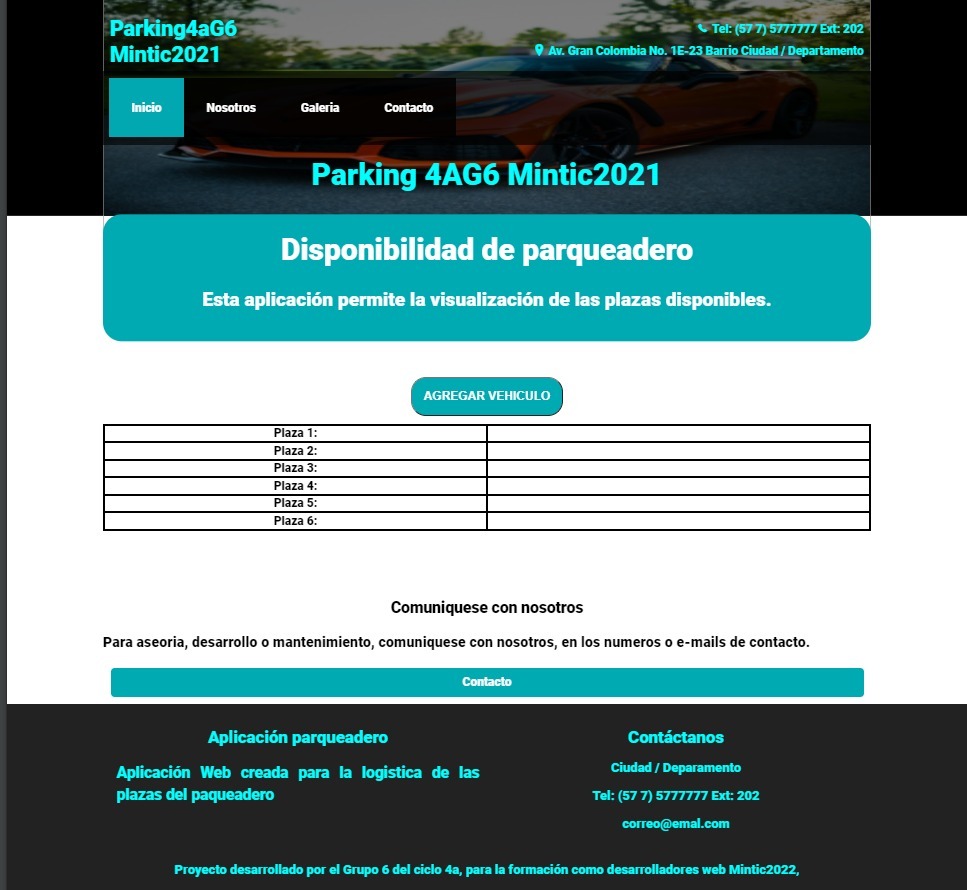 Parking4aG6
Mintic2021
Tel: (57 7) 5777777 Ext: 202
Av. Gran Colombia No. 1E-23 Barrio Ciudad / Departamento
Inicio Nosotros Galeria Contacto
Parking 4AG6 Mintic2021
Disponibilidad de parqueadero
Esta aplicación permite la visualización de las plazas disponibles.
AGREGAR VEHICULO
Plaza 1:
Plaza 2:
Plaza 3:
Plaza 4:
Plaza 5:
Plaza 6:
Comuniquese con nosotros
Para aseoria, desarrollo o mantenimiento, comuniquese con nosotros, en los numeros o e-mails de contacto.
Contacto
Aplicación parqueadero
Aplicación Web creada para la logistica de las
plazas del paqueadero
Contáctanos
Ciudad / Deparamento
Tel: (57 7) 5777777 Ext: 202
correo@emal.com
Proyecto desarrollado por el Grupo 6 del ciclo 4a, para la formación como desarrolladores web Mintic2022,